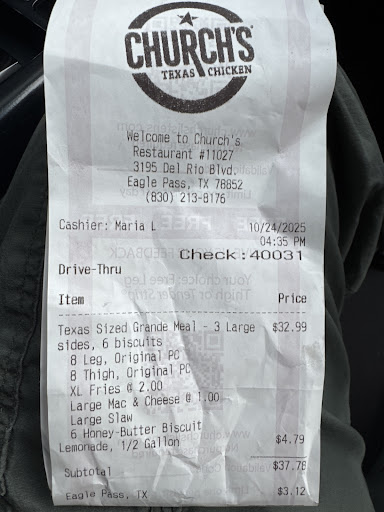 CHURCH'S
TEXAS CHICKEN
Welcome to Church's
Restaurant #11027
3195 Del Rio Blvd.
Eagle Pass, TX 78852
(830) 213-8176
Cashier: Maria L 10/24/2025
04:35 PM
Check:40031
Drive-Thru
Item Price
Texas Sized Grande Meal - 3 Large $32.99
sides, 6 biscuits
8 Leg, Original PC
8 Thigh, Original PC
XL Fries @ 2.00
Large Mac & Cheese @ 1.00
Large Slaw
6 Honey-Butter Biscuit
Lemonade, 1/2 Gallon $4.79
Subtotal $37.78
Eagle Pass, TX $3.12